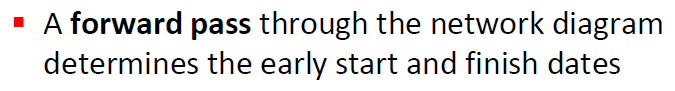 ▪ A forward pass through the network diagram
determines the early start and finish dates